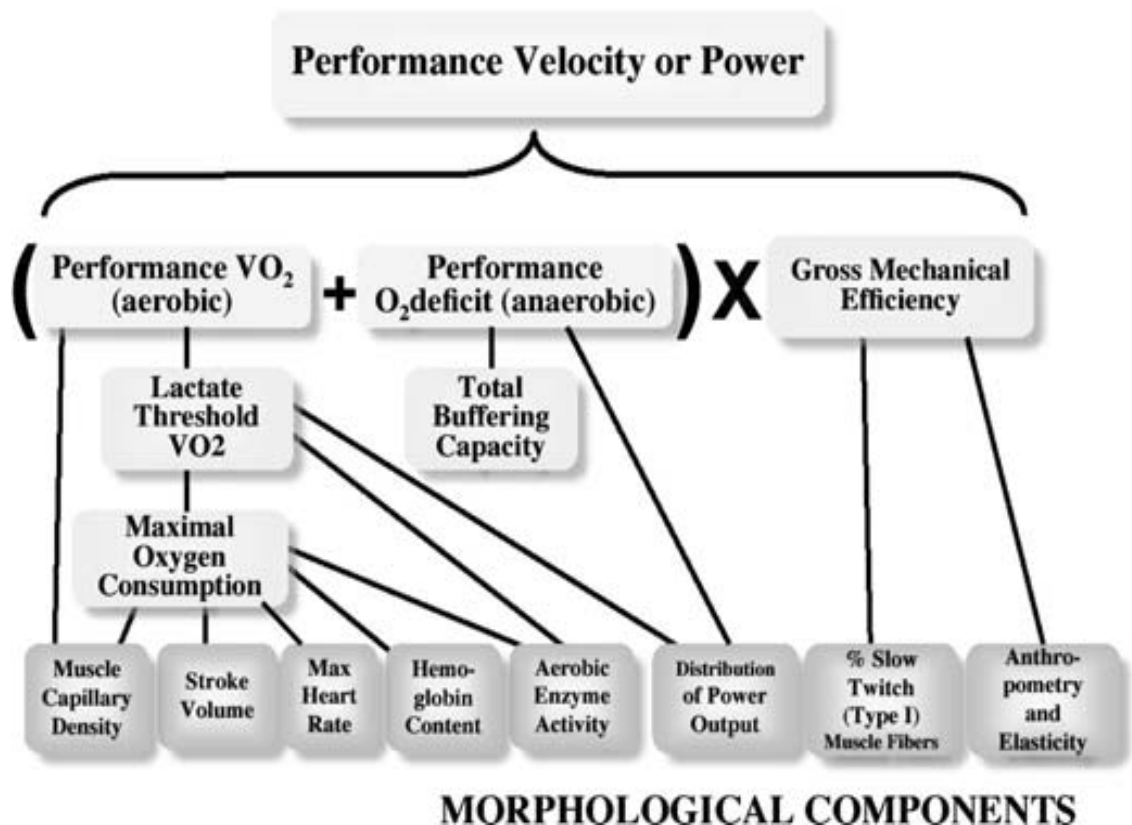 Performance Velocity or Power
( Performance VO₂
(aerobic)
+
Performance
O₂deficit (anaerobic) )
X
Gross Mechanical
Efficiency
Lactate
Threshold
VO2
Total
Buffering
Capacity
Maximal
Oxygen
Consumption
Muscle
Capillary
Density
Stroke
Volume
Max
Heart
Rate
Hemo-
globin
Content
Aerobic
Enzyme
Activity
Distribution
of Power
Output
% Slow
Twitch
(Type I)
Muscle Fibers
Anthro-
pometry
and
Elasticity
MORPHOLOGICAL COMPONENTS